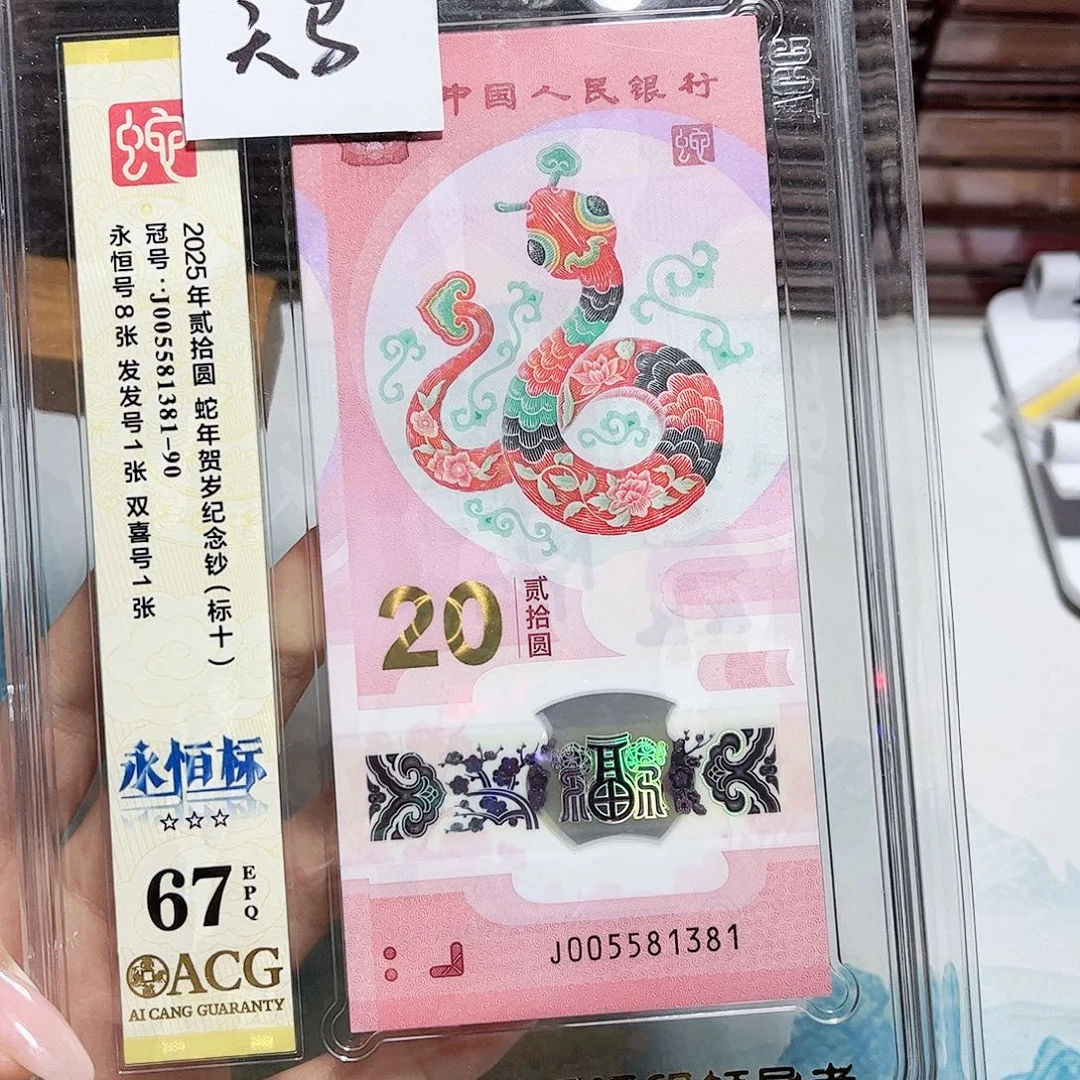 天号
中国人民银行
蛇
蛇
2025年贰拾圆 蛇年贺岁纪念钞（标十）
冠号：J005581381-90
永恒号8张 发发号1张 双喜号1张
20
贰拾圆
永恒标
☆☆☆
67 EPQ
ACG
AI CANG GUARANTY
J005581381
ACG